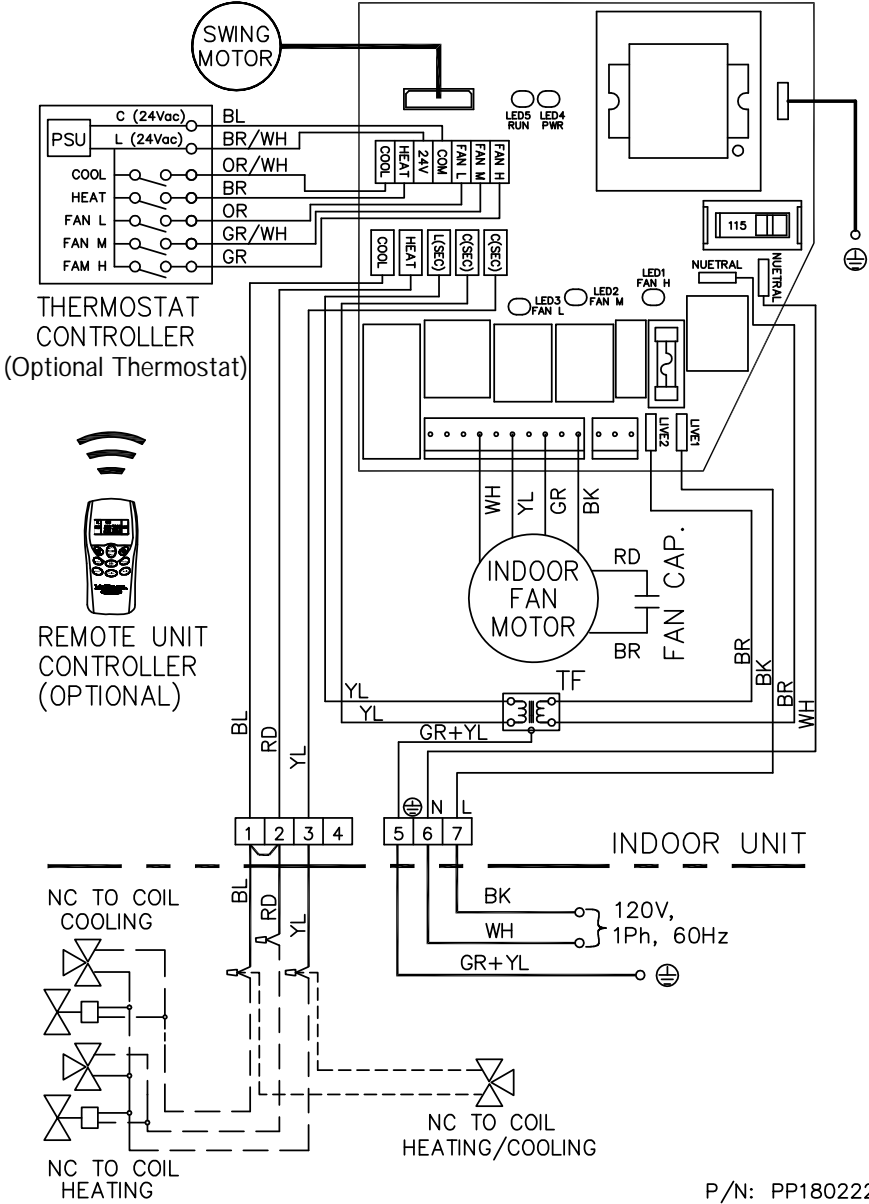 SWING
MOTOR
LED5
RUN
LED4
PWR
C (24Vac)
BL
PSU
L (24Vac)
BR/WH
COOL
OR/WH
HEAT
BR
FAN L
OR
FAN M
GR/WH
FAM H
GR
COOL
HEAT
24V
COM
FAN L
FAN M
FAN H
115
COOL
HEAT
L(SEC)
C(SEC)
C(SEC)
NUETRAL
NUETRAL
LED1
FAN H
LED2
FAN M
LED3
FAN L
THERMOSTAT
CONTROLLER
(Optional Thermostat)
LIVE2
LIVE1
WH
YL
GR
BK
INDOOR
FAN
MOTOR
RD
BR
FAN CAP.
REMOTE UNIT
CONTROLLER
(OPTIONAL)
BR
BK
BR
WH
TF
YL
YL
GR+YL
BL
RD
YL
N
L
1
2
3
4
5
6
7
INDOOR UNIT
BL
RD
YL
NC TO COIL
COOLING
BK
WH
GR+YL
120V,
1Ph, 60Hz
NC TO COIL
HEATING/COOLING
NC TO COIL
HEATING
P/N: PP180222